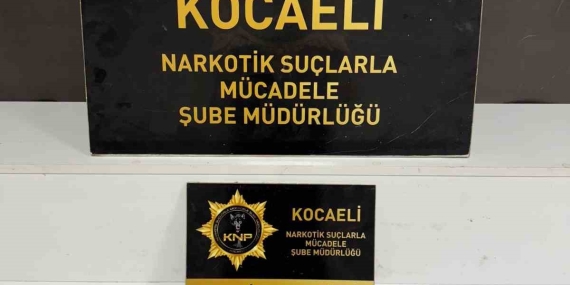 KOCAELİ
NARKOTİK SUÇLARLA
MÜCADELE
ŞUBE MÜDÜRLÜĞÜ
KNP
KOCAELİ
NARKOTİK SUÇLARLA
MÜCADELE
ŞUBE MÜDÜRLÜĞÜ